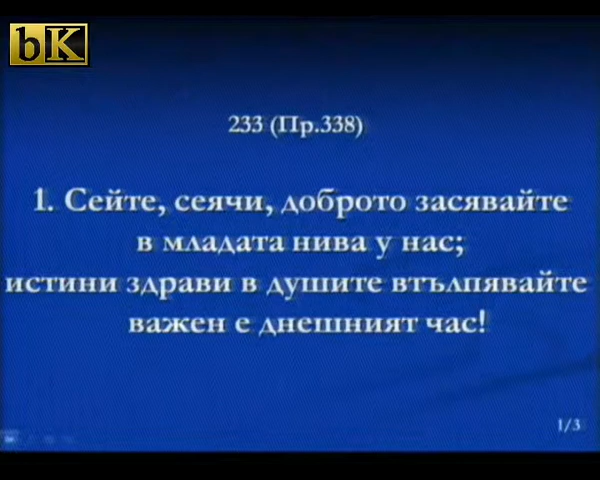 bK
233 (Пр.338)
1. Сейте, сеячи, доброто засявайте
в младата нива у нас;
истини здрави в душите втълпявайте
важен е днешният час!
1/3